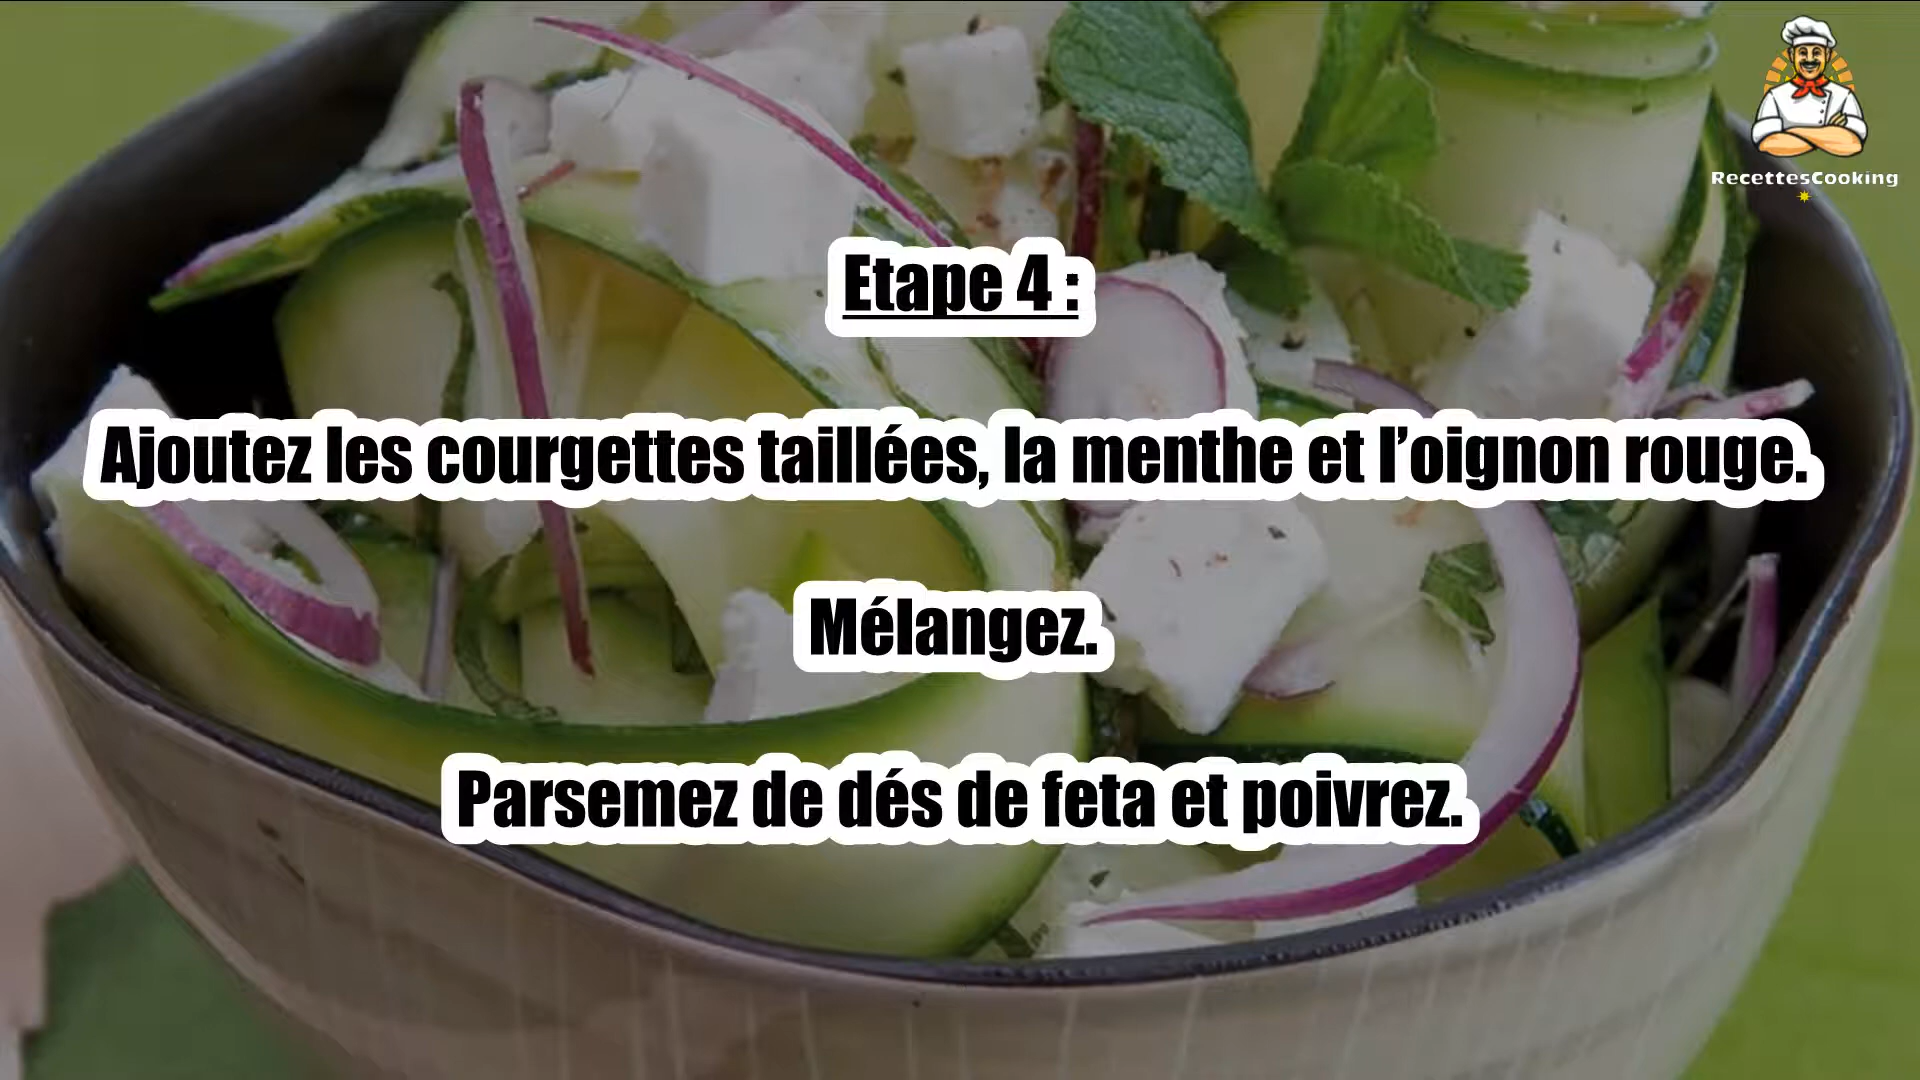 RecettesCooking
Etape 4 :
Ajoutez les courgettes taillées, la menthe et l’oignon rouge.
Mélangez.
Parsemez de dés de feta et poivrez.